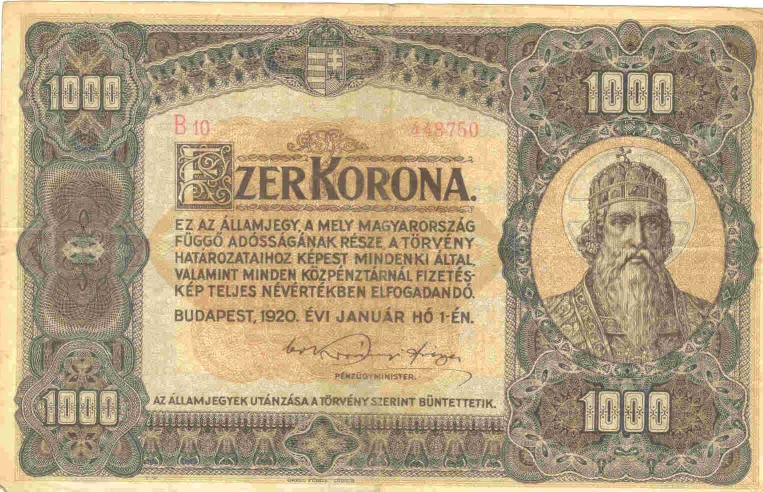 1000
1000
B 10
448750
EZER KORONA.
EZ AZ ÁLLAMJEGY, A MELY MAGYARORSZÁG
FÜGGŐ ADÓSSÁGÁNAK RÉSZE, A TÖRVÉNY
HATÁROZATAIHOZ KÉPEST MINDENKI ÁLTAL,
VALAMINT MINDEN KÖZPÉNZTÁRNÁL FIZETÉS-
KÉP TELJES NÉVÉRTÉKBEN ELFOGADANDÓ.
BUDAPEST, 1920. ÉVI JANUÁR HÓ 1-ÉN.
PÉNZÜGYMINISTER.
1000
1000
AZ ÁLLAMJEGYEK UTÁNZÁSA A TÖRVÉNY SZERINT BÜNTETTETIK.